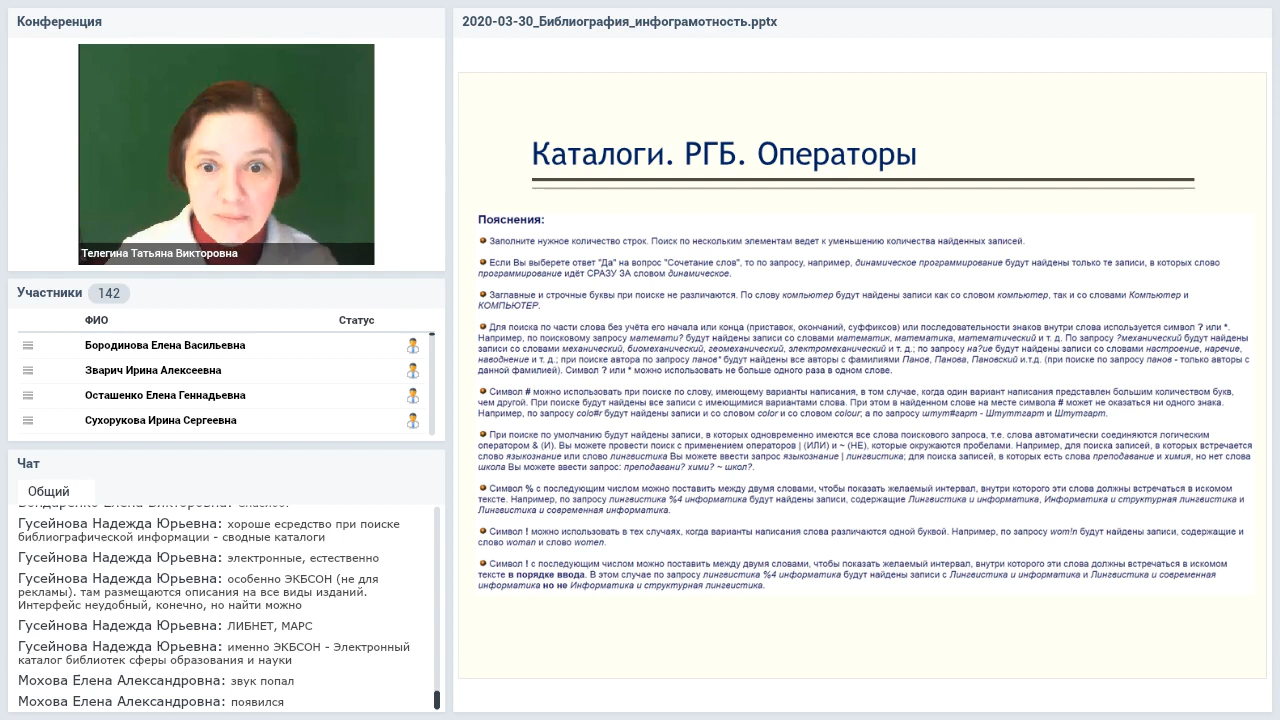 Конференция
Телегина Татьяна Викторовна
Участники 142
ФИО Статус
Бородинова Елена Васильевна
Зварич Ирина Алексеевна
Осташенко Елена Геннадьевна
Сухорукова Ирина Сергеевна
Чат
Общий
Гусейнова Надежда Юрьевна: хороше есредство при поиске
библиографической информации - сводные каталоги
Гусейнова Надежда Юрьевна: электронные, естественно
Гусейнова Надежда Юрьевна: особенно ЭКБСОН (не для
рекламы). там размещаются описания на все виды изданий.
Интерфейс неудобный, конечно, но найти можно
Гусейнова Надежда Юрьевна: ЛИБНЕТ, МАРС
Гусейнова Надежда Юрьевна: именно ЭКБСОН - Электронный
каталог библиотек сферы образования и науки
Мохова Елена Александровна: звук попал
Мохова Елена Александровна: появился
2020-03-30_Библиография_инфограмотность.pptx
Каталоги. РГБ. Операторы
Пояснения:
Заполните нужное количество строк. Поиск по нескольким элементам ведет к уменьшению количества найденных записей.
Если Вы выберете ответ "Да" на вопрос "Сочетание слов", то по запросу, например, динамическое программирование будут найдены только те записи, в которых слово
программирование идёт СРАЗУ ЗА словом динамическое.
Заглавные и строчные буквы при поиске не различаются. По слову компьютер будут найдены записи как со словом компьютер, так и со словами Компьютер и
КОМПЬЮТЕР.
Для поиска по части слова без учёта его начала или конца (приставок, окончаний, суффиксов) или последовательности знаков внутри слова используется символ ? или *.
Например, по поисковому запросу математи? будут найдены записи со словами математик, математика, математический и т. д. По запросу ?механический будут найдены
записи со словами механический, биомеханический, геомеханический, электромеханический и т. д.; по запросу на?ие будут найдены записи со словами настроение, наречие,
наводнение и т. д.; при поиске автора по запросу панов* будут найдены все авторы с фамилиями Панов, Панова, Пановский и.т.д. (при поиске по запросу панов - только авторы с
данной фамилией). Символ ? или * можно использовать не больше одного раза в одном слове.
Символ # можно использовать при поиске по слову, имеющему варианты написания, в том случае, когда один вариант написания представлен большим количеством букв,
чем другой. При поиске будут найдены все записи с имеющимися вариантами слова. При этом в найденном слове на месте символа # может не оказаться ни одного знака.
Например, по запросу colo#r будут найдены записи и со словом color и со словом colour; а по запросу штут#гарт - Штуттгарт и Штутгарт.
При поиске по умолчанию будут найдены записи, в которых одновременно имеются все слова поискового запроса, т.е. слова автоматически соединяются логическим
оператором & (И). Вы можете провести поиск с применением операторов | (ИЛИ) и ~ (НЕ), которые окружаются пробелами. Например, для поиска записей, в которых встречается
слово языкознание или слово лингвистика Вы можете ввести запрос языкознание | лингвистика; для поиска записей, в которых есть слова преподавание и химия, но нет слова
школа Вы можете ввести запрос: преподавани? хими? ~ школ?.
Символ % с последующим числом можно поставить между двумя словами, чтобы показать желаемый интервал, внутри которого эти слова должны встречаться в искомом
тексте. Например, по запросу лингвистика %4 информатика будут найдены записи, содержащие Лингвистика и информатика, Информатика и структурная лингвистика и
Лингвистика и современная информатика.
Символ ! можно использовать в тех случаях, когда варианты написания слова различаются одной буквой. Например, по запросу wom!n будут найдены записи, содержащие и
слово woman и слово women.
Символ ! с последующим числом можно поставить между двумя словами, чтобы показать желаемый интервал, внутри которого эти слова должны встречаться в искомом
тексте в порядке ввода. В этом случае по запросу лингвистика %4 информатика будут найдены записи с Лингвистика и информатика и Лингвистика и современная
информатика но не Информатика и структурная лингвистика.